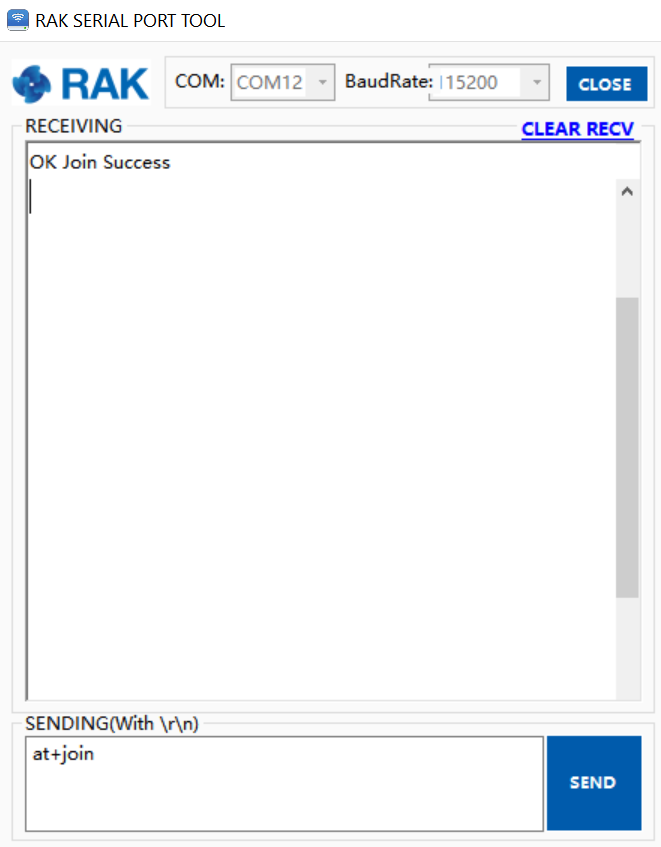 RAK SERIAL PORT TOOL
RAK COM: COM12 BaudRate: 115200 CLOSE
RECEIVING CLEAR RECV
OK Join Success
SENDING(With \r\n)
at+join
SEND